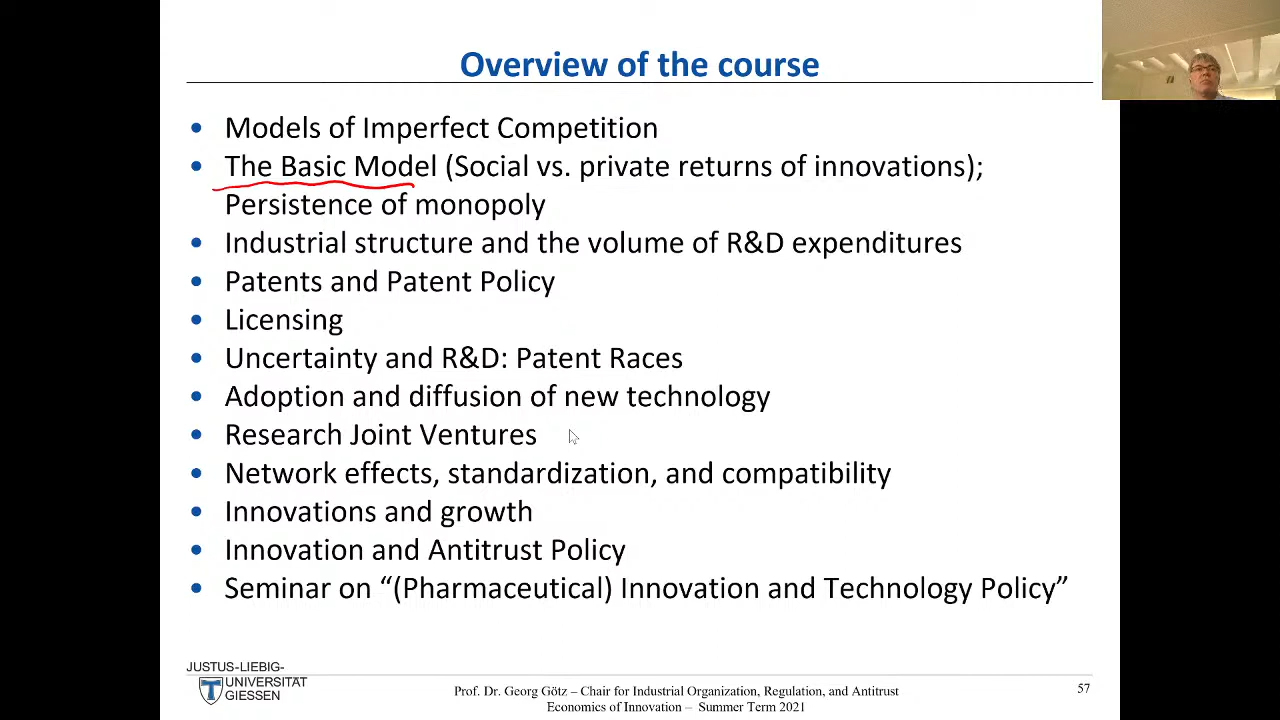 Overview of the course
• Models of Imperfect Competition
• The Basic Model (Social vs. private returns of innovations);
Persistence of monopoly
• Industrial structure and the volume of R&D expenditures
• Patents and Patent Policy
• Licensing
• Uncertainty and R&D: Patent Races
• Adoption and diffusion of new technology
• Research Joint Ventures
• Network effects, standardization, and compatibility
• Innovations and growth
• Innovation and Antitrust Policy
• Seminar on “(Pharmaceutical) Innovation and Technology Policy”
JUSTUS-LIEBIG-
UNIVERSITÄT
GIESSEN
Prof. Dr. Georg Götz – Chair for Industrial Organization, Regulation, and Antitrust
Economics of Innovation – Summer Term 2021
57